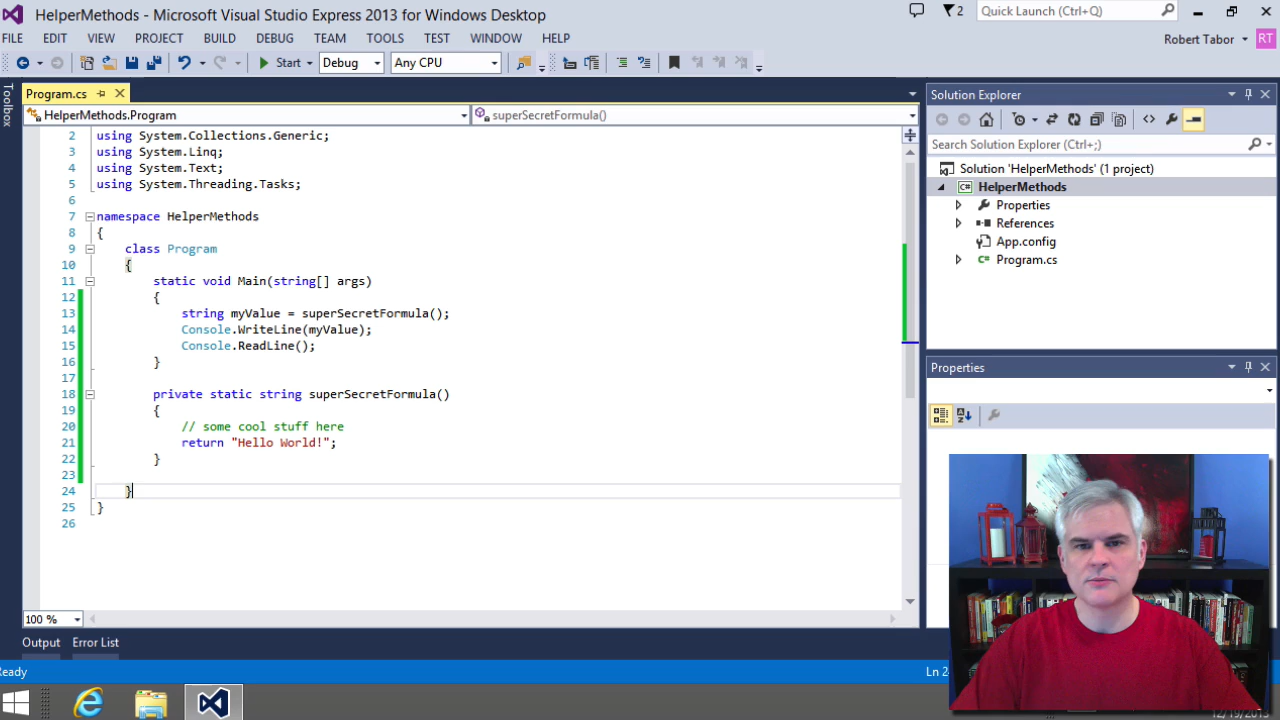 HelperMethods - Microsoft Visual Studio Express 2013 for Windows Desktop
2
Quick Launch (Ctrl+Q)
FILE EDIT VIEW PROJECT BUILD DEBUG TEAM TOOLS TEST WINDOW HELP
Robert Tabor
RT
Start
Debug
Any CPU
Toolbox
Program.cs
HelperMethods.Program
superSecretFormula()
2 using System.Collections.Generic;
3 using System.Linq;
4 using System.Text;
5 using System.Threading.Tasks;
6
7 namespace HelperMethods
8 {
9 class Program
10 {
11 static void Main(string[] args)
12 {
13 string myValue = superSecretFormula();
14 Console.WriteLine(myValue);
15 Console.ReadLine();
16 }
17
18 private static string superSecretFormula()
19 {
20 // some cool stuff here
21 return "Hello World!";
22 }
23
24 }
25 }
26
100 %
Output
Error List
Solution Explorer
Search Solution Explorer (Ctrl+;)
Solution 'HelperMethods' (1 project)
HelperMethods
Properties
References
App.config
C# Program.cs
Properties
Ready
Ln 2
12/19/2013